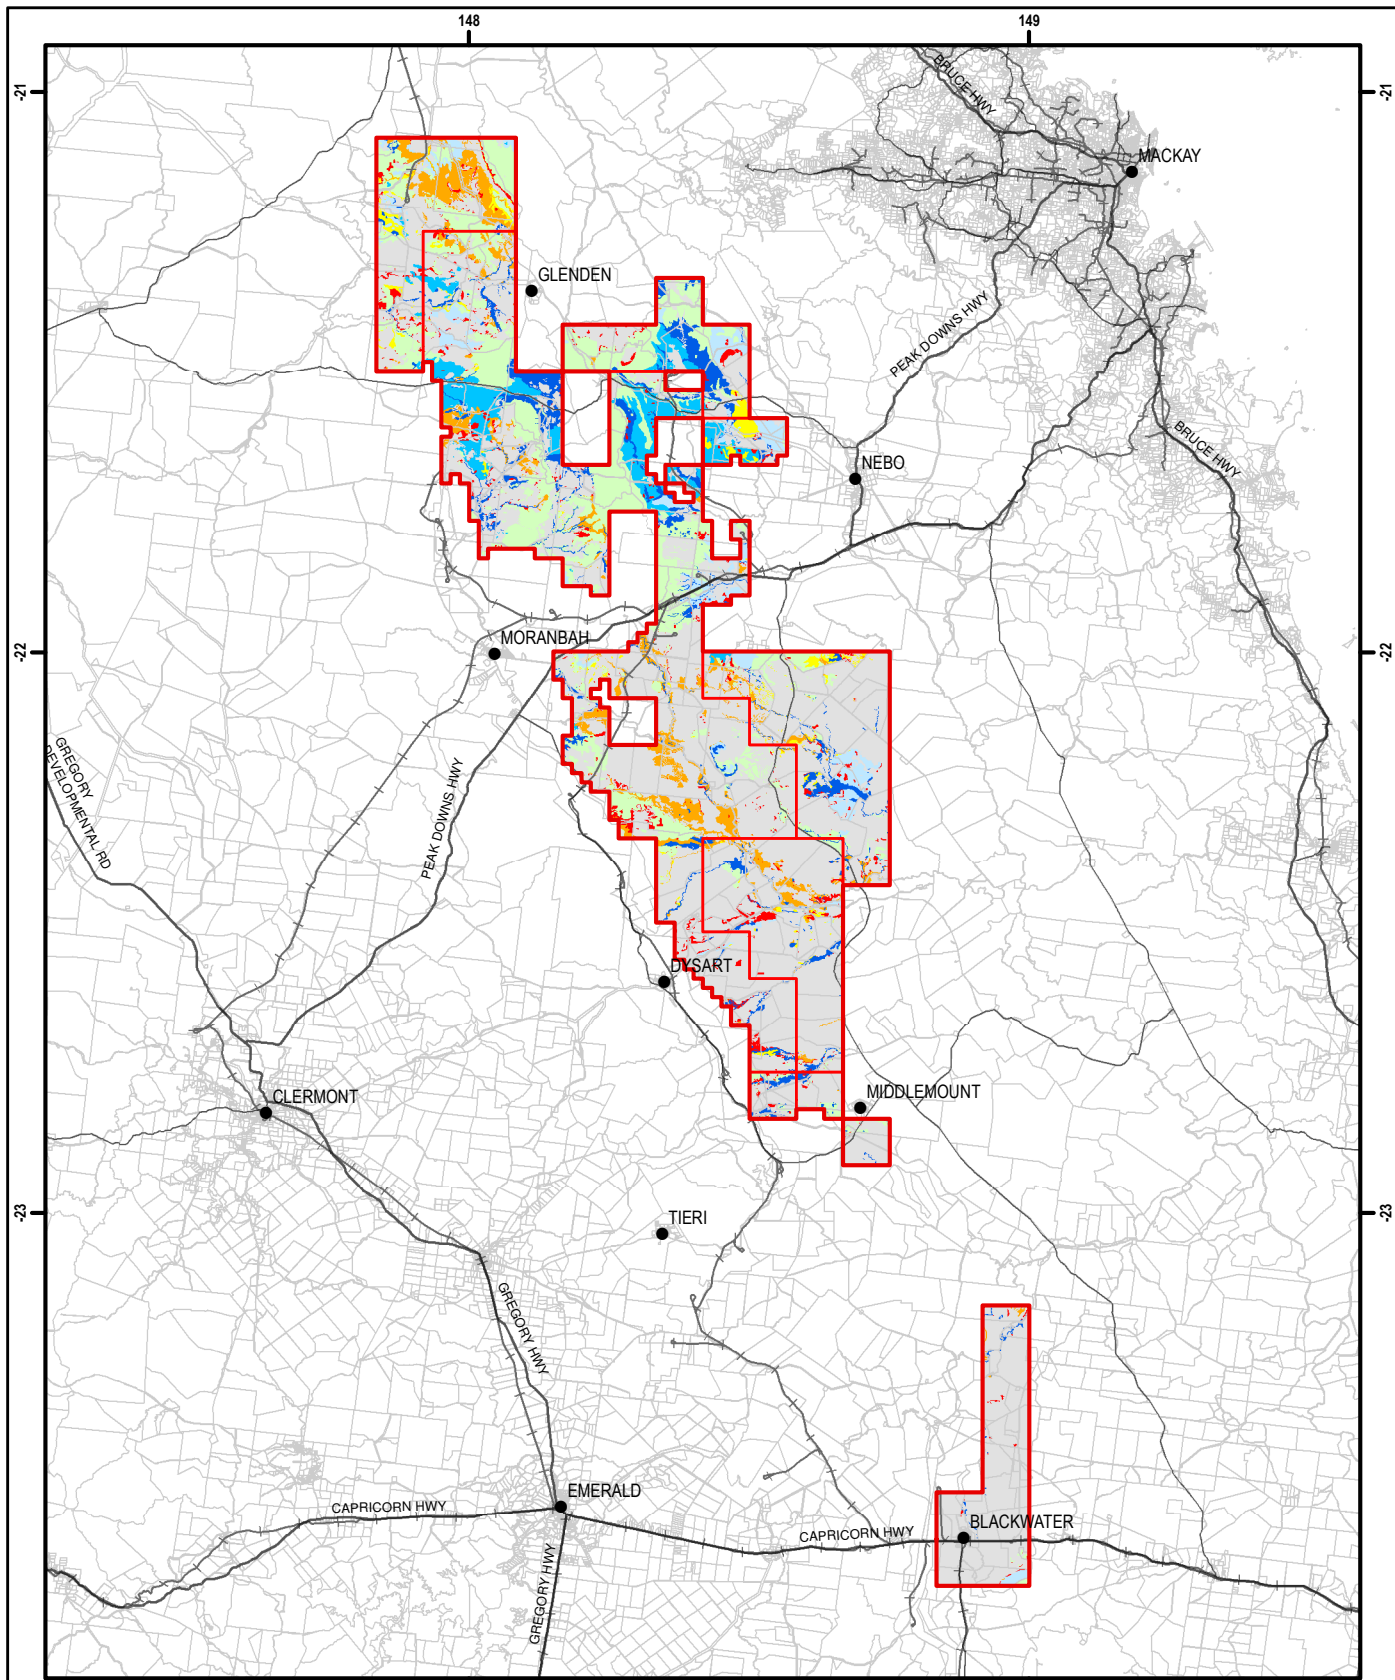 148
149
-21
-21
BRUCE HWY
MACKAY
GLENDEN
PEAK DOWNS HWY
BRUCE HWY
NEBO
MORANBAH
-22
-22
GREGORY
DEVELOPMENTAL RD
PEAK DOWNS HWY
DYSART
CLERMONT
MIDDLEMOUNT
-23
-23
TIERI
GREGORY HWY
EMERALD
CAPRICORN HWY
CAPRICORN HWY
BLACKWATER
GREGORY HWY